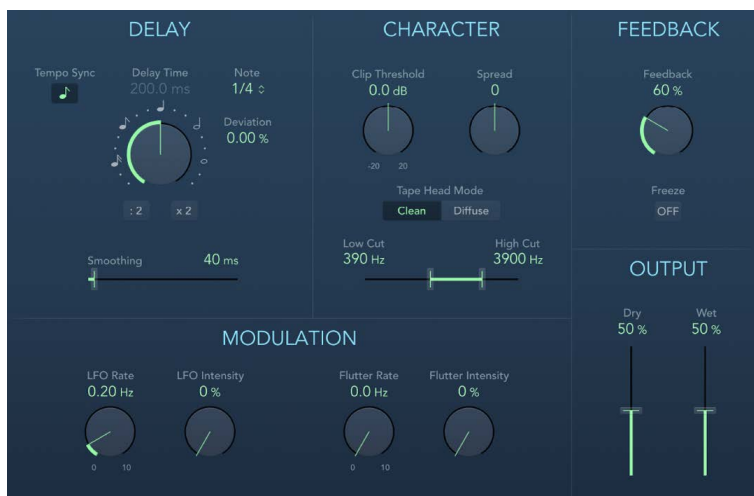 DELAY
Tempo Sync
Delay Time
200.0 ms
Note
1/4
Deviation
0.00 %
: 2
x 2
Smoothing
40 ms
CHARACTER
Clip Threshold
0.0 dB
-20
20
Spread
0
Tape Head Mode
Clean
Diffuse
Low Cut
390 Hz
High Cut
3900 Hz
FEEDBACK
Feedback
60 %
Freeze
OFF
MODULATION
LFO Rate
0.20 Hz
0
10
LFO Intensity
0 %
Flutter Rate
0.0 Hz
0
10
Flutter Intensity
0 %
OUTPUT
Dry
50 %
Wet
50 %